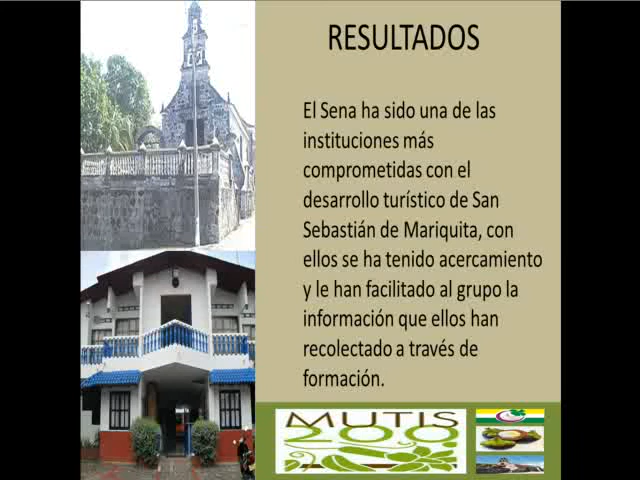 RESULTADOS
El Sena ha sido una de las
instituciones más
comprometidas con el
desarrollo turístico de San
Sebastián de Mariquita, con
ellos se ha tenido acercamiento
y le han facilitado al grupo la
información que ellos han
recolectado a través de
formación.
MUTIS
200